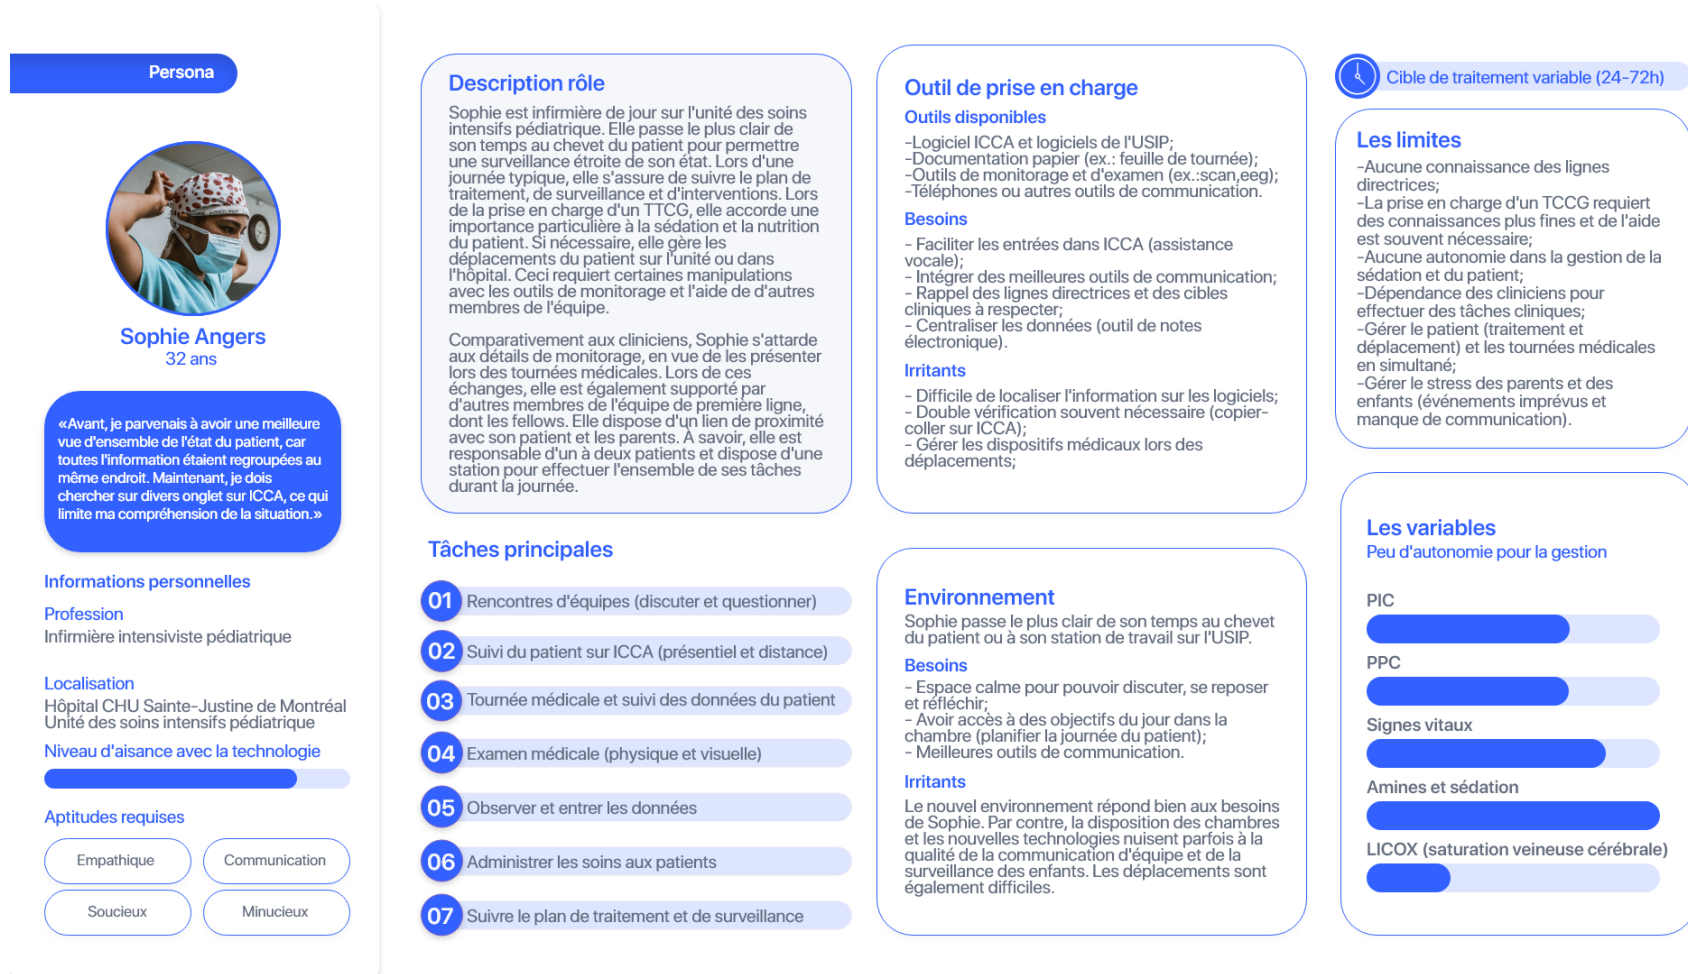 Persona
Sophie Angers
32 ans
«Avant, je parvenais à avoir une meilleure
vue d'ensemble de l'état du patient, car
toutes l'information étaient regroupées au
même endroit. Maintenant, je dois
chercher sur divers onglet sur ICCA, ce qui
limite ma compréhension de la situation.»
Informations personnelles
Profession
Infirmière intensiviste pédiatrique
Localisation
Hôpital CHU Sainte-Justine de Montréal
Unité des soins intensifs pédiatrique
Niveau d'aisance avec la technologie
Aptitudes requises
Empathique
Communication
Soucieux
Minucieux
Description rôle
Sophie est infirmière de jour sur l'unité des soins
intensifs pédiatrique. Elle passe le plus clair de
son temps au chevet du patient pour permettre
une surveillance étroite de son état. Lors d'une
journée typique, elle s'assure de suivre le plan de
traitement, de surveillance et d'interventions. Lors
de la prise en charge d'un TTCG, elle accorde une
importance particulière à la sédation et la nutrition
du patient. Si nécessaire, elle gère les
déplacements du patient sur l'unité ou dans
l'hôpital. Ceci requiert certaines manipulations
avec les outils de monitorage et l'aide de d'autres
membres de l'équipe.
Comparativement aux cliniciens, Sophie s'attarde
aux détails de monitorage, en vue de les présenter
lors des tournées médicales. Lors de ces
échanges, elle est également supporté par
d'autres membres de l'équipe de première ligne,
dont les fellows. Elle dispose d'un lien de proximité
avec son patient et les parents. À savoir, elle est
responsable d'un à deux patients et dispose d'une
station pour effectuer l'ensemble de ses tâches
durant la journée.
Tâches principales
01 Rencontres d'équipes (discuter et questionner)
02 Suivi du patient sur ICCA (présentiel et distance)
03 Tournée médicale et suivi des données du patient
04 Examen médicale (physique et visuelle)
05 Observer et entrer les données
06 Administrer les soins aux patients
07 Suivre le plan de traitement et de surveillance
Outil de prise en charge
Outils disponibles
-Logiciel ICCA et logiciels de l'USIP;
-Documentation papier (ex.: feuille de tournée);
-Outils de monitorage et d'examen (ex.:scan,eeg);
-Téléphones ou autres outils de communication.
Besoins
- Faciliter les entrées dans ICCA (assistance
vocale);
- Intégrer des meilleures outils de communication;
- Rappel des lignes directrices et des cibles
cliniques à respecter;
- Centraliser les données (outil de notes
électronique).
Irritants
- Difficile de localiser l'information sur les logiciels;
- Double vérification souvent nécessaire (copier-
coller sur ICCA);
- Gérer les dispositifs médicaux lors des
déplacements;
Environnement
Sophie passe le plus clair de son temps au chevet
du patient ou à son station de travail sur l'USIP.
Besoins
- Espace calme pour pouvoir discuter, se reposer
et réfléchir;
- Avoir accès à des objectifs du jour dans la
chambre (planifier la journée du patient);
- Meilleures outils de communication.
Irritants
Le nouvel environnement répond bien aux besoins
de Sophie. Par contre, la disposition des chambres
et les nouvelles technologies nuisent parfois à la
qualité de la communication d'équipe et de la
surveillance des enfants. Les déplacements sont
également difficiles.
Cible de traitement variable (24-72h)
Les limites
-Aucune connaissance des lignes
directrices;
-La prise en charge d'un TCCG requiert
des connaissances plus fines et de l'aide
est souvent nécessaire;
-Aucune autonomie dans la gestion de la
sédation et du patient;
-Dépendance des cliniciens pour
effectuer des tâches cliniques;
-Gérer le patient (traitement et
déplacement) et les tournées médicales
en simultané;
-Gérer le stress des parents et des
enfants (événements imprévus et
manque de communication).
Les variables
Peu d'autonomie pour la gestion
PIC
PPC
Signes vitaux
Amines et sédation
LICOX (saturation veineuse cérébrale)